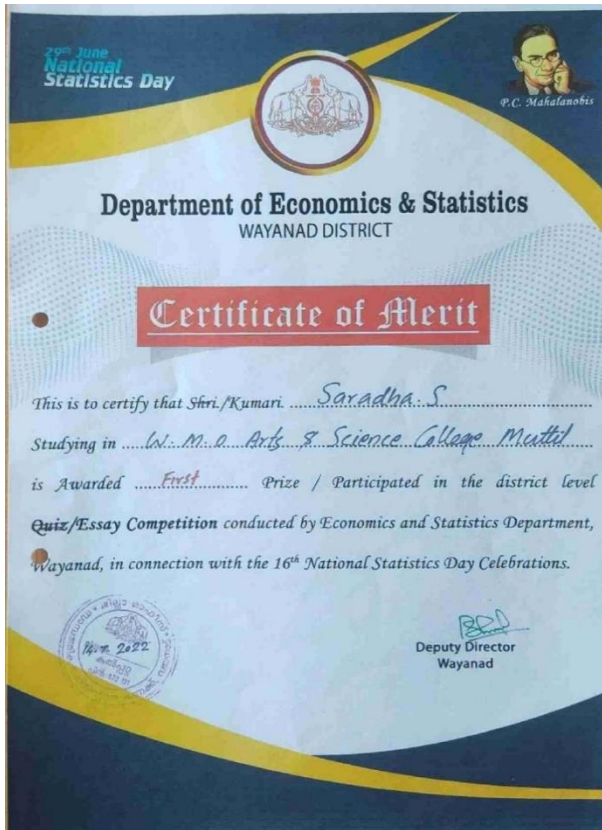 29th June
National
Statistics Day
P.C. Mahalanobis
Department of Economics & Statistics
WAYANAD DISTRICT
Certificate of Merit
This is to certify that Shri./Kumari. Saradha. S
Studying in W. M. O Arts & Science College Muttil
is Awarded First Prize / Participated in the district level
Quiz/Essay Competition conducted by Economics and Statistics Department,
Wayanad, in connection with the 16th National Statistics Day Celebrations.
2022
Deputy Director
Wayanad